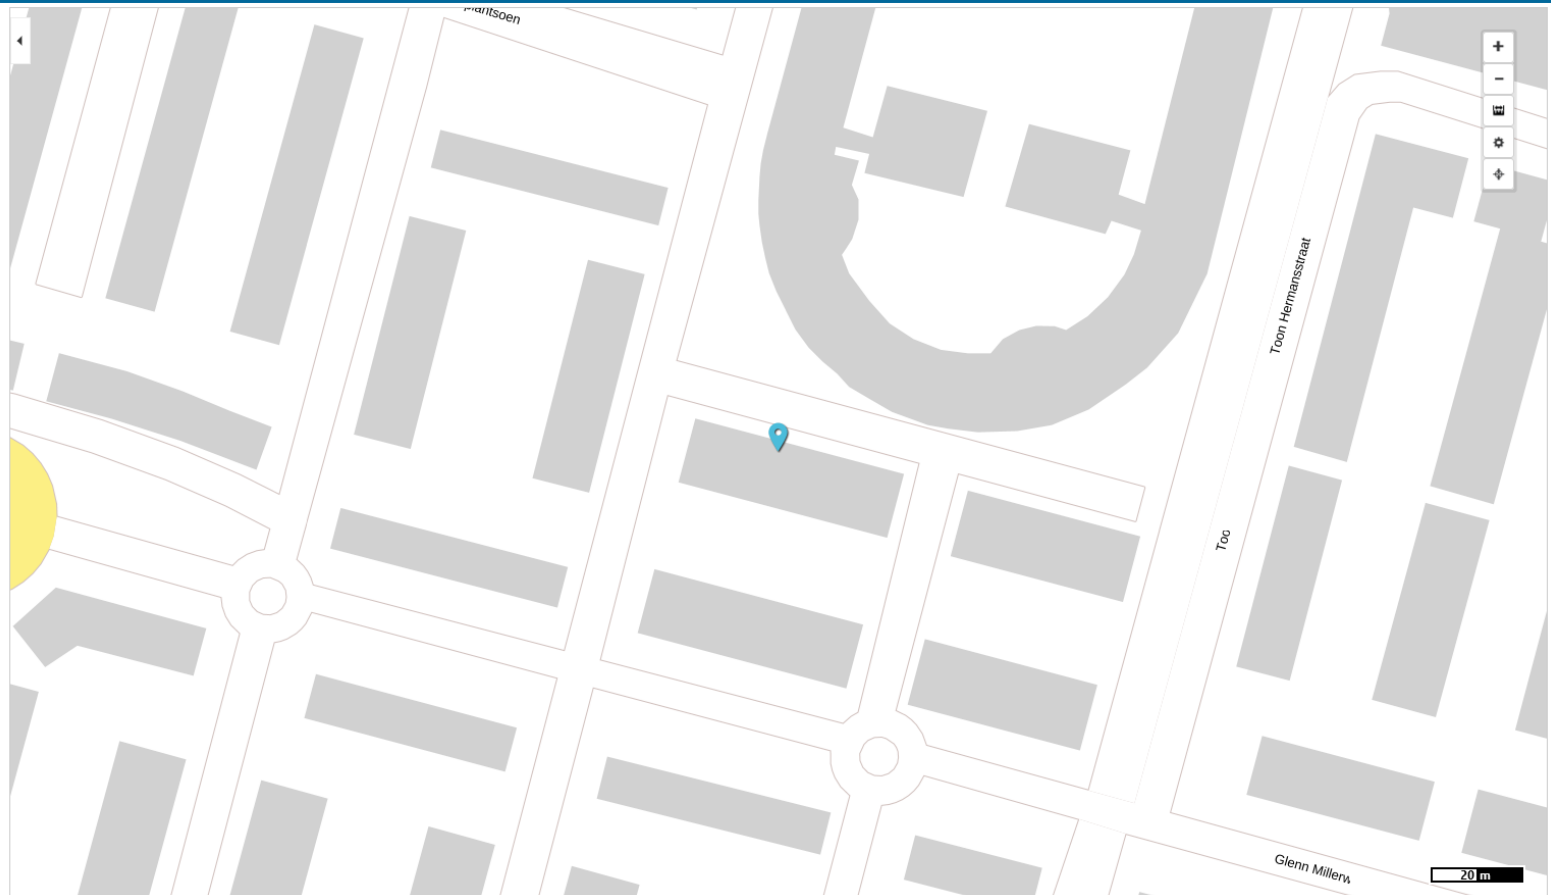 plantsoen
Toon Hermansstraat
Too
Glenn Millerw
20 m